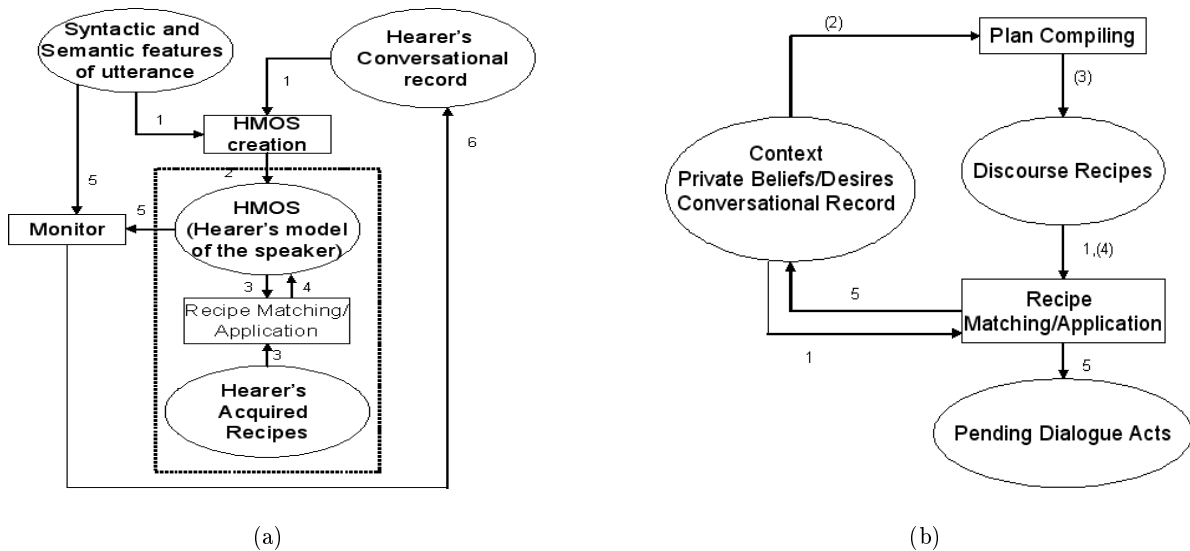 Syntactic and
Semantic features
of utterance
Hearer's
Conversational
record
1
1
HMOS
creation
6
2
5
5
HMOS
(Hearer's model
of the speaker)
Monitor
3
4
Recipe Matching/
Application
3
Hearer's
Acquired
Recipes
(a)
(2)
Plan Compiling
(3)
Context
Private Beliefs/Desires
Conversational Record
Discourse Recipes
1,(4)
5
Recipe
Matching/Application
1
5
Pending Dialogue Acts
(b)